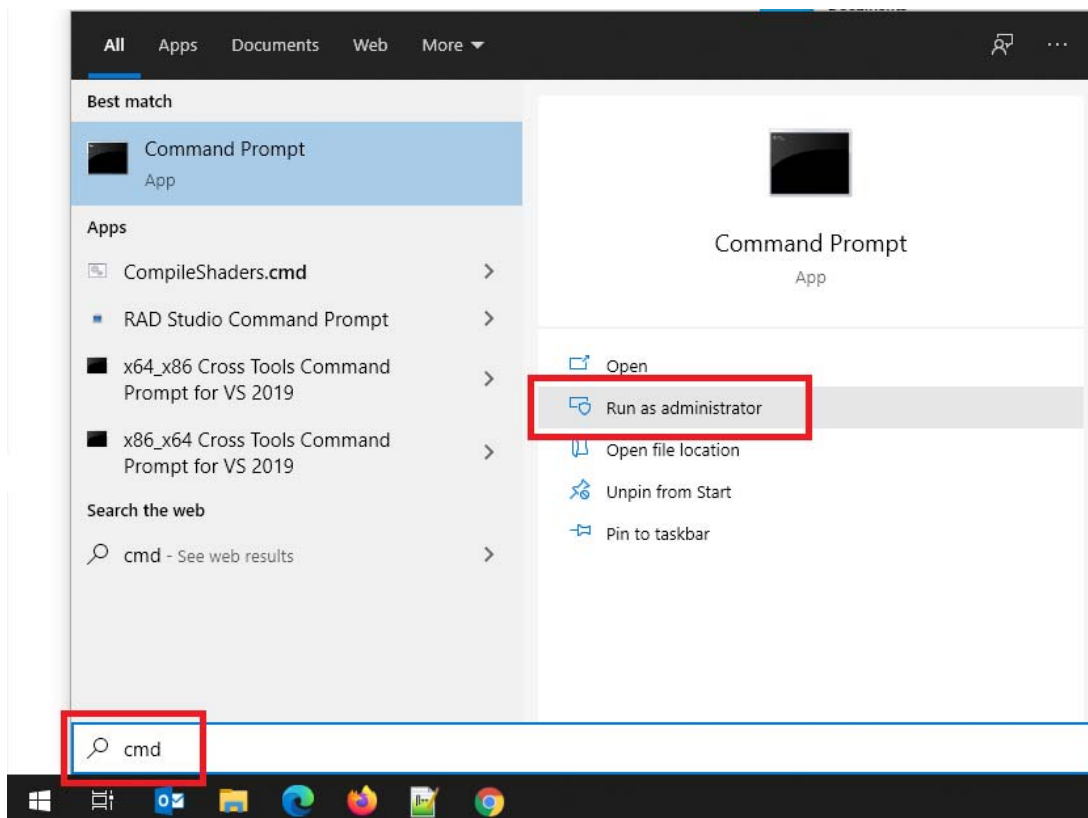 All Apps Documents Web More
Best match
Command Prompt
App
Apps
CompileShaders.cmd
RAD Studio Command Prompt
x64_x86 Cross Tools Command
Prompt for VS 2019
x86_x64 Cross Tools Command
Prompt for VS 2019
Search the web
cmd - See web results
Command Prompt
App
Open
Run as administrator
Open file location
Unpin from Start
Pin to taskbar
cmd